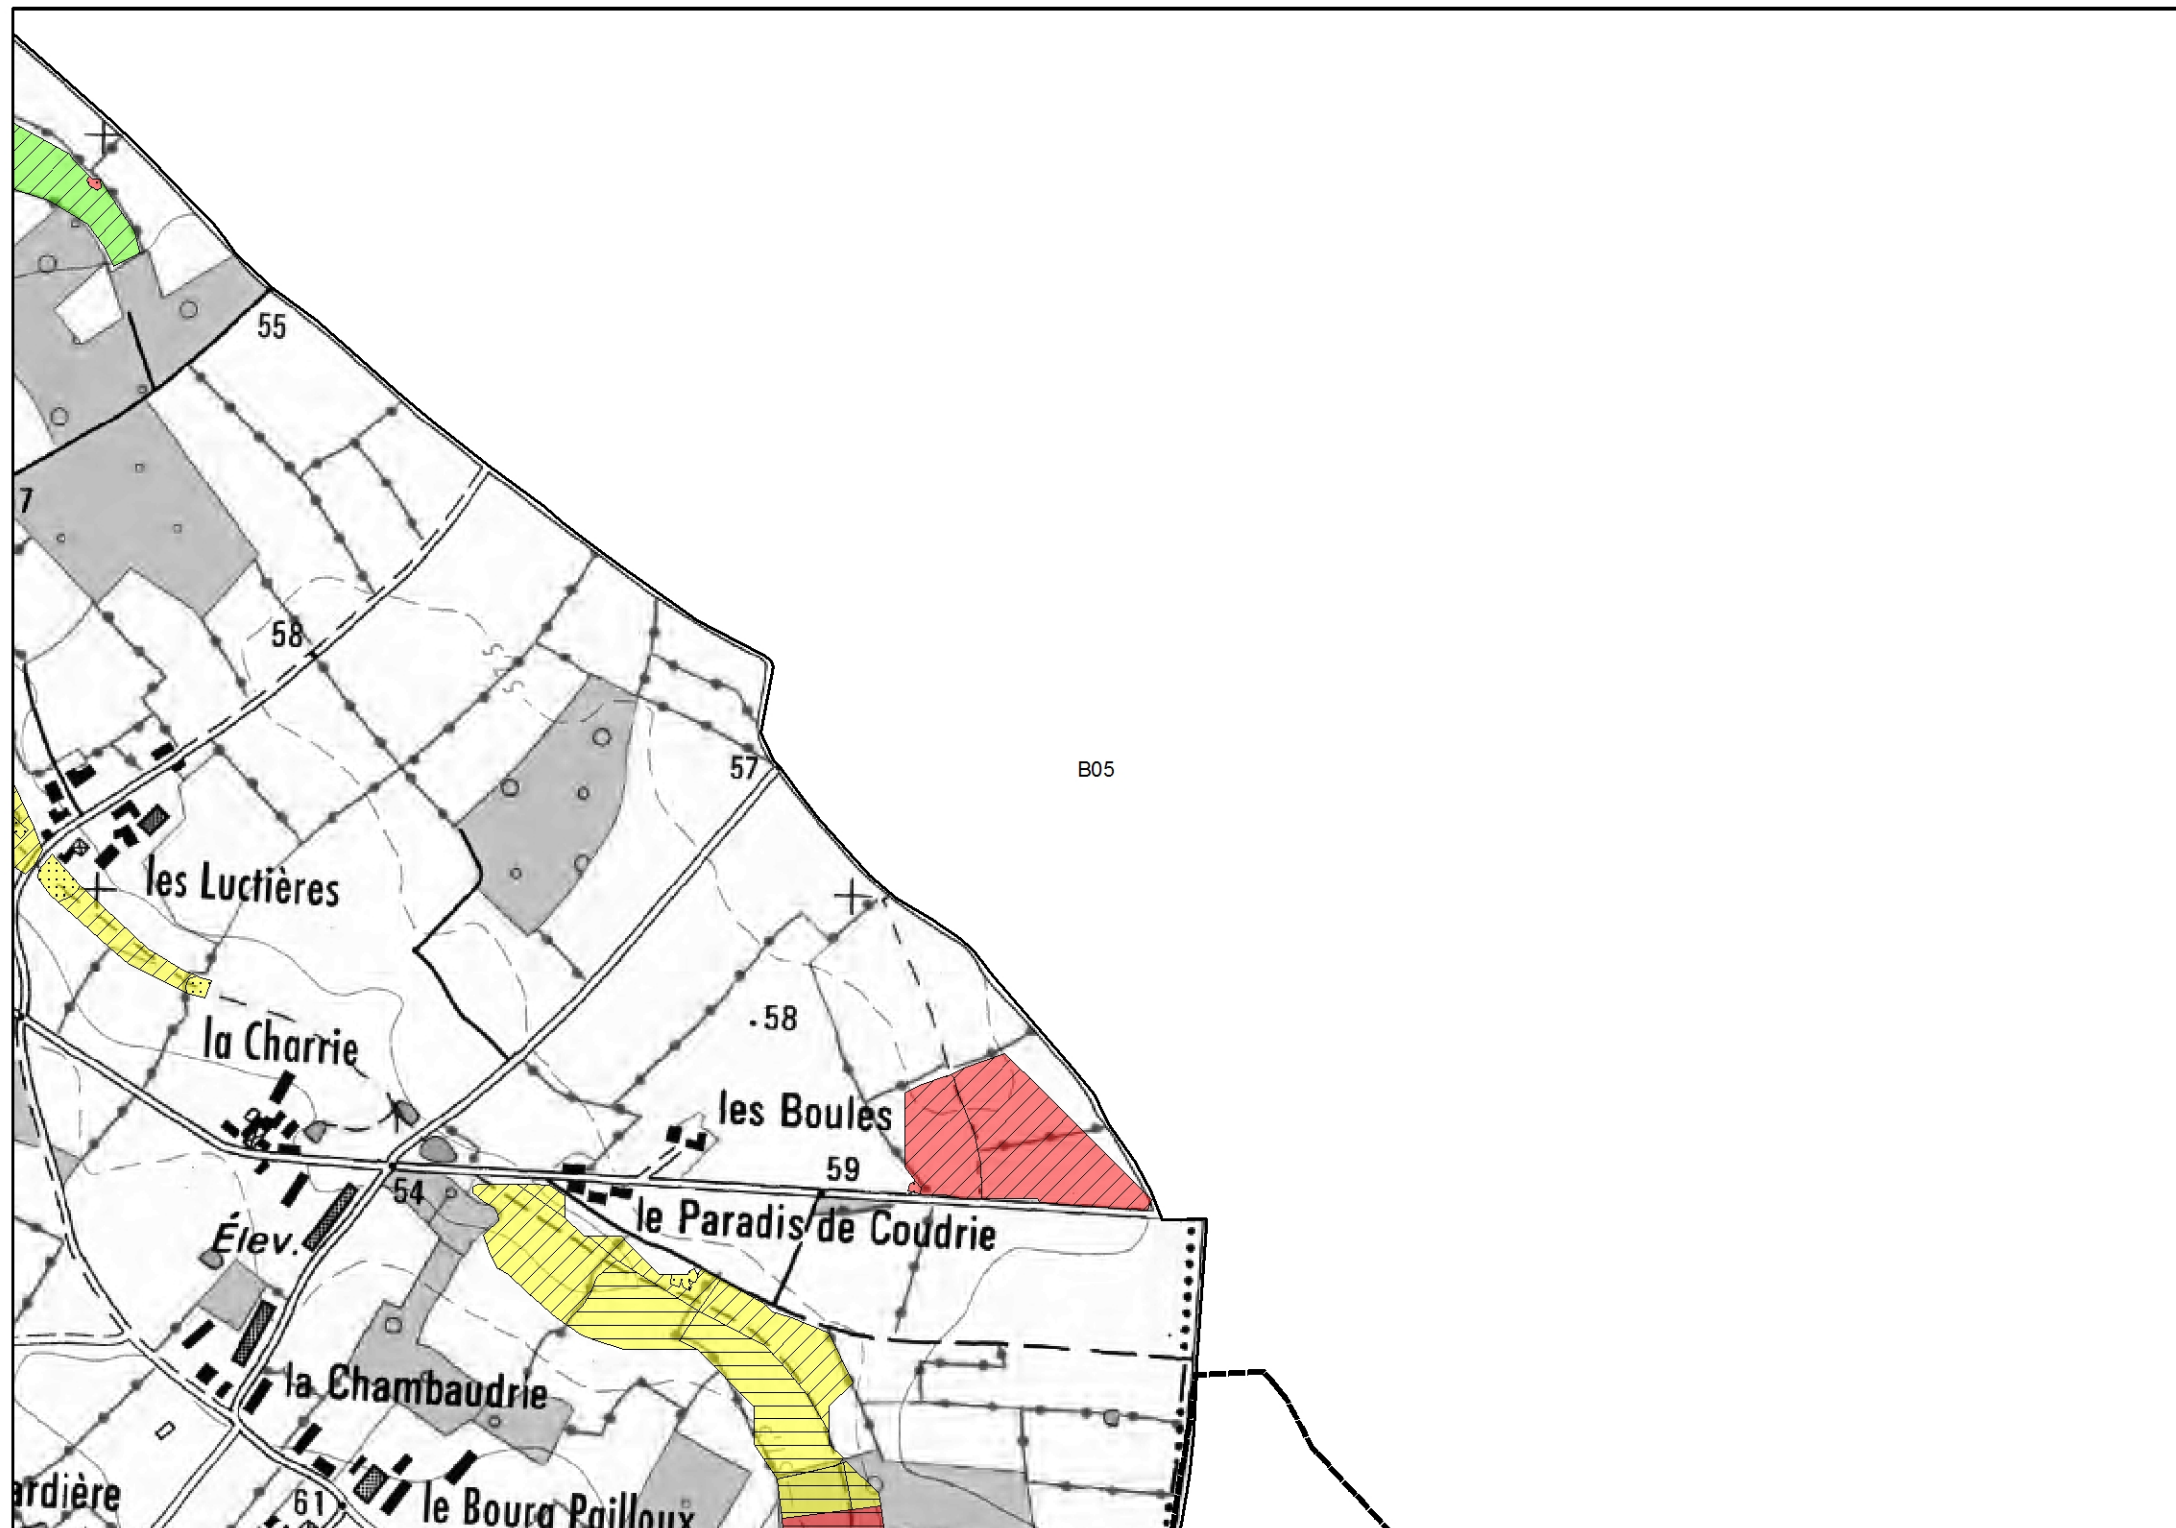 55
7
58
57
B05
les Luctières
58
la Charrie
les Boules
59
54
le Paradis de Coudrie
Élev.
la Chambaudrie
ardière
61
le Bourg Pailloux